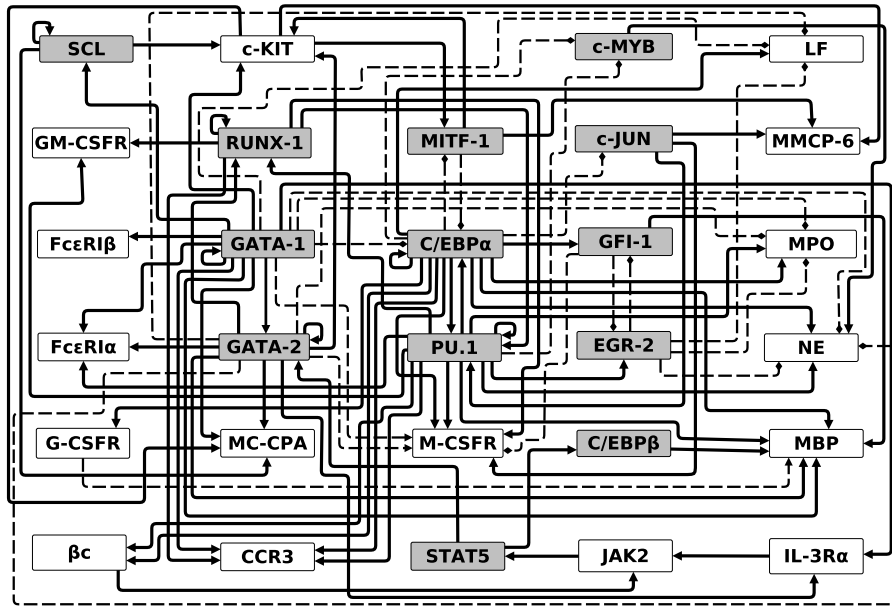 SCL
c-KIT
c-MYB
LF
GM-CSFR
RUNX-1
MITF-1
c-JUN
MMCP-6
FcεRIβ
GATA-1
C/EBPα
GFI-1
MPO
FcεRIα
GATA-2
PU.1
EGR-2
NE
G-CSFR
MC-CPA
M-CSFR
C/EBPβ
MBP
βc
CCR3
STAT5
JAK2
IL-3Rα